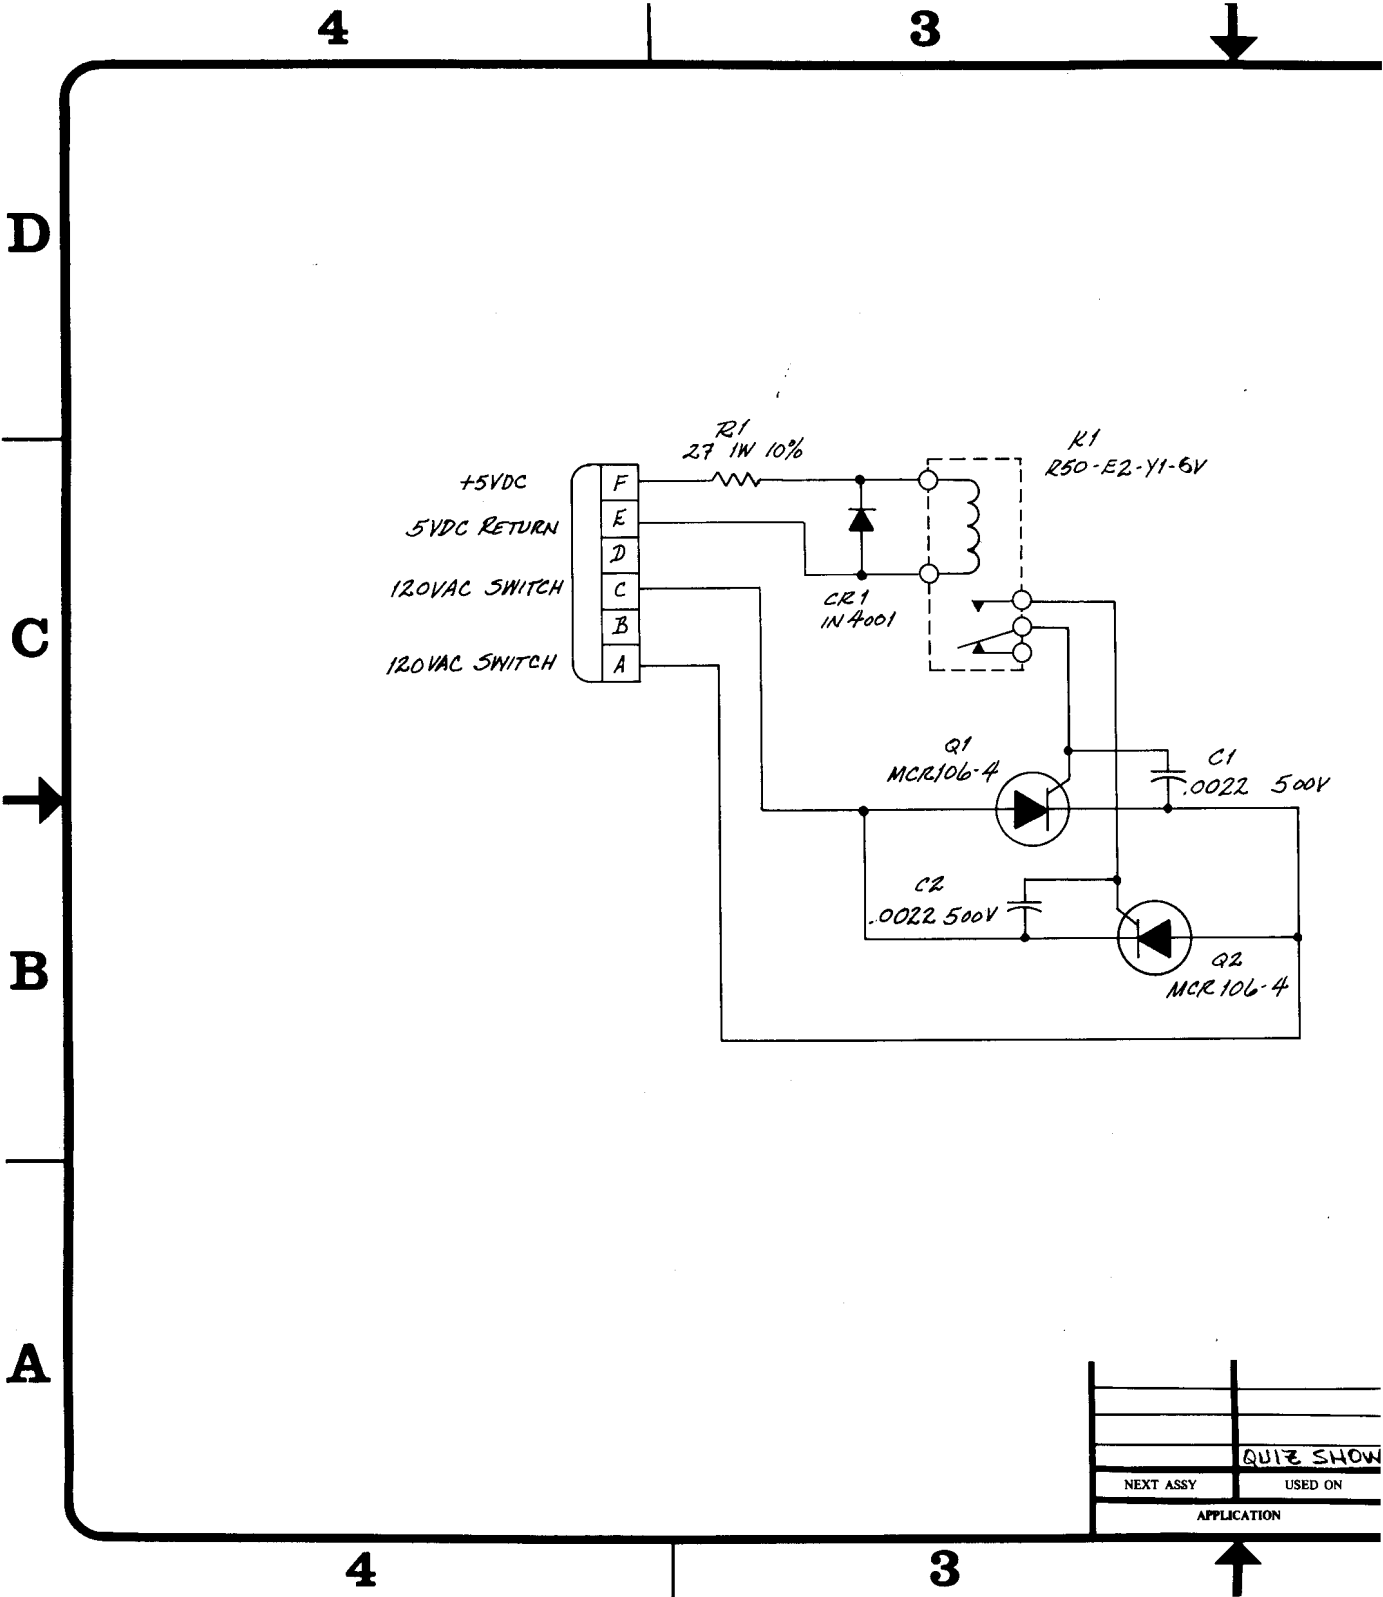 4 3
D
R1
27 1W 10%
K1
R50-E2-Y1-6V
+5VDC F
5VDC RETURN E
D
120VAC SWITCH C
CR1
1N4001
B
C
120VAC SWITCH A
Q1
MCR106-4
C1
.0022 500V
C2
.0022 500V
Q2
MCR106-4
B
A
QUIZ SHOW
NEXT ASSY USED ON
APPLICATION
4 3